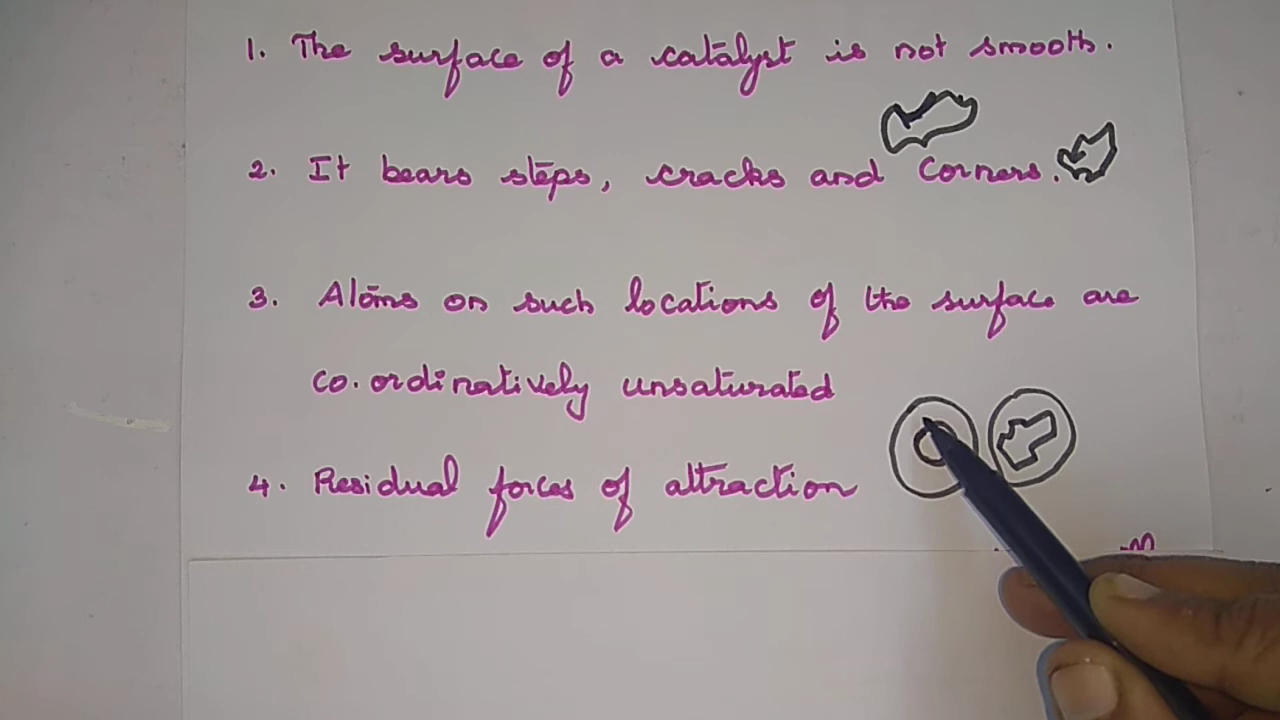 1. The surface of a catalyst is not smooth.
2. It bears steps, cracks and corners.
3. Atoms on such locations of the surface are
co.ordinatively unsaturated
4. Residual forces of attraction